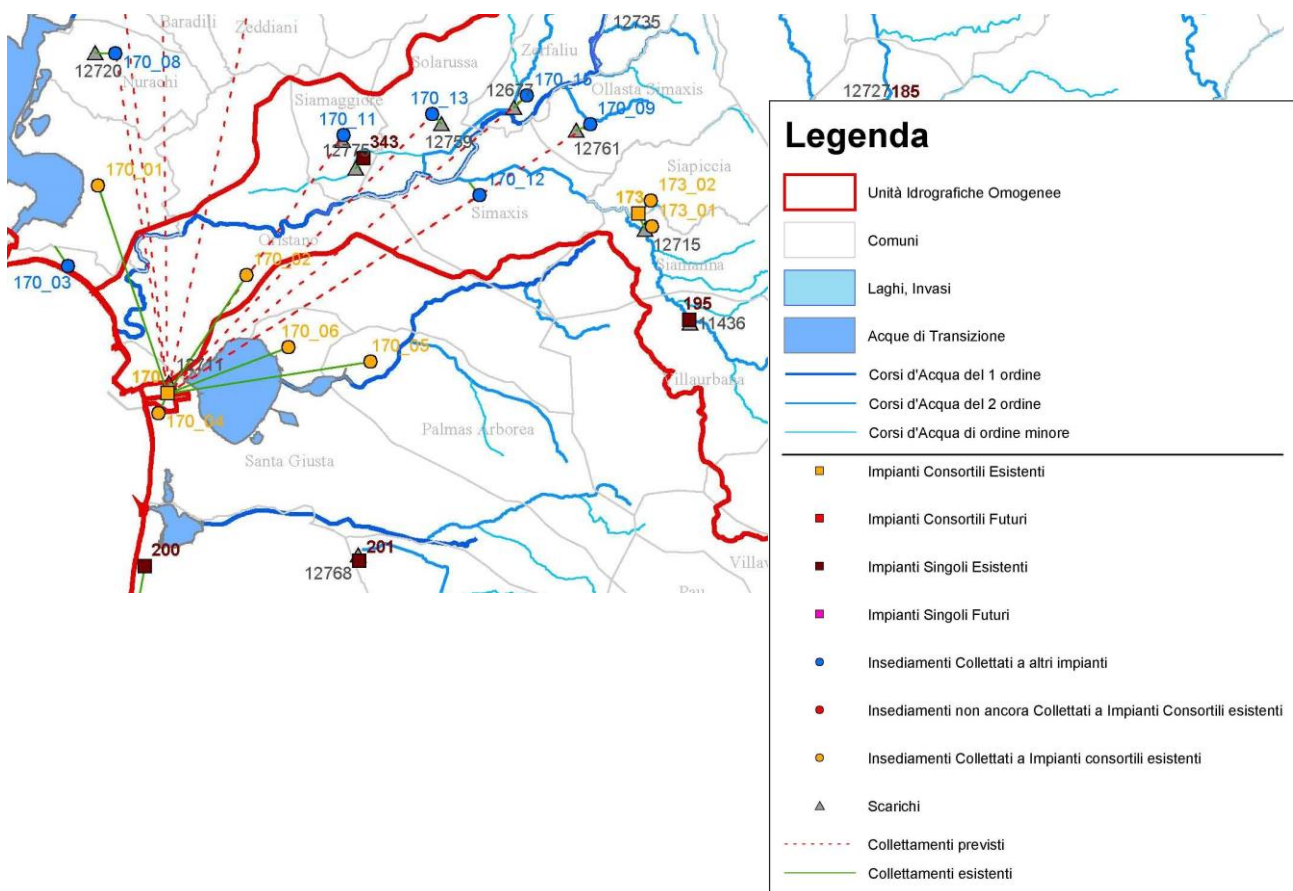 Baradili
Zeddiani
12735
170_08
12720
Nurachi
Solarussa
Zerfaliu
12677
170_15
Ollasta Simaxis
170_09
12727
185
Siamaggiore
170_13
170_11
12775
343
12759
12761
Siapiccia
170_01
170_12
Simaxis
173
173_02
173_01
12715
Siamanna
Oristano
170_02
170_03
195
11436
170_06
170_05
170
170_04
Villaurbana
Palmas Arborea
Santa Giusta
200
201
12768
Pau
Legenda
Unità Idrografiche Omogenee
Comuni
Laghi, Invasi
Acque di Transizione
Corsi d'Acqua del 1 ordine
Corsi d'Acqua del 2 ordine
Corsi d'Acqua di ordine minore
Impianti Consortili Esistenti
Impianti Consortili Futuri
Impianti Singoli Esistenti
Impianti Singoli Futuri
Insediamenti Collettati a altri impianti
Insediamenti non ancora Collettati a Impianti Consortili esistenti
Insediamenti Collettati a Impianti consortili esistenti
Scarichi
Collettamenti previsti
Collettamenti esistenti